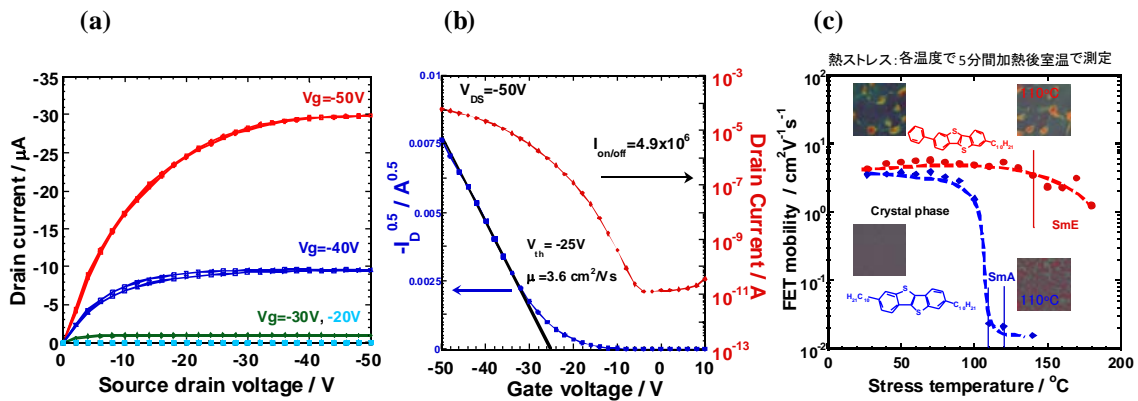 (a)
(b)
(c)
-35
-30
-25
-20
-15
-10
-5
0
Drain current / μA
Vg=-50V
Vg=-40V
Vg=-30V, -20V
0
-10
-20
-30
-40
-50
Source drain voltage / V
0.01
0.0075
0.005
0.0025
0
-I_D^0.5 / A^0.5
V_DS=-50V
I_on/off=4.9x10^6
V_th =-25V
μ=3.6 cm²/Vs
10^-3
10^-5
10^-7
10^-9
10^-11
10^-13
Drain Current / A
-50
-40
-30
-20
-10
0
10
Gate voltage / V
熱ストレス：各温度で5分間加熱後室温で測定
10^2
10^1
10^0
10^-1
10^-2
FET mobility / cm²V⁻¹s⁻¹
110°C
S
S
C₁₀H₂₁
Crystal phase
SmE
SmA
H₂₁C₁₀
S
S
C₁₀H₂₁
110°C
0
50
100
150
200
Stress temperature / °C